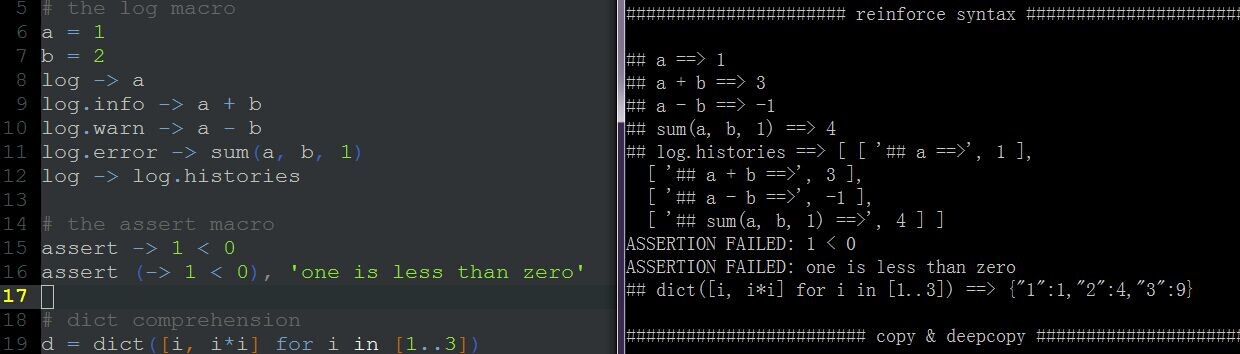 5 # the log macro
6 a = 1
7 b = 2
8 log -> a
9 log.info -> a + b
10 log.warn -> a - b
11 log.error -> sum(a, b, 1)
12 log -> log.histories
13
14 # the assert macro
15 assert -> 1 < 0
16 assert (-> 1 < 0), 'one is less than zero'
17
18 # dict comprehension
19 d = dict([i, i*i] for i in [1..3])
###################### reinforce syntax ######################
## a ==> 1
## a + b ==> 3
## a - b ==> -1
## sum(a, b, 1) ==> 4
## log.histories ==> [ [ '## a ==>', 1 ],
[ '## a + b ==>', 3 ],
[ '## a - b ==>', -1 ],
[ '## sum(a, b, 1) ==>', 4 ] ]
ASSERTION FAILED: 1 < 0
ASSERTION FAILED: one is less than zero
## dict([i, i*i] for i in [1..3]) ==> {"1":1,"2":4,"3":9}
######################## copy & deepcopy ####################